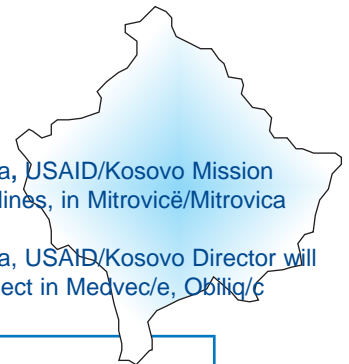 a, USAID/Kosovo Mission
lines, in Mitrovicë/Mitrovica
a, USAID/Kosovo Director will
ect in Medvec/e, Obiliq/c